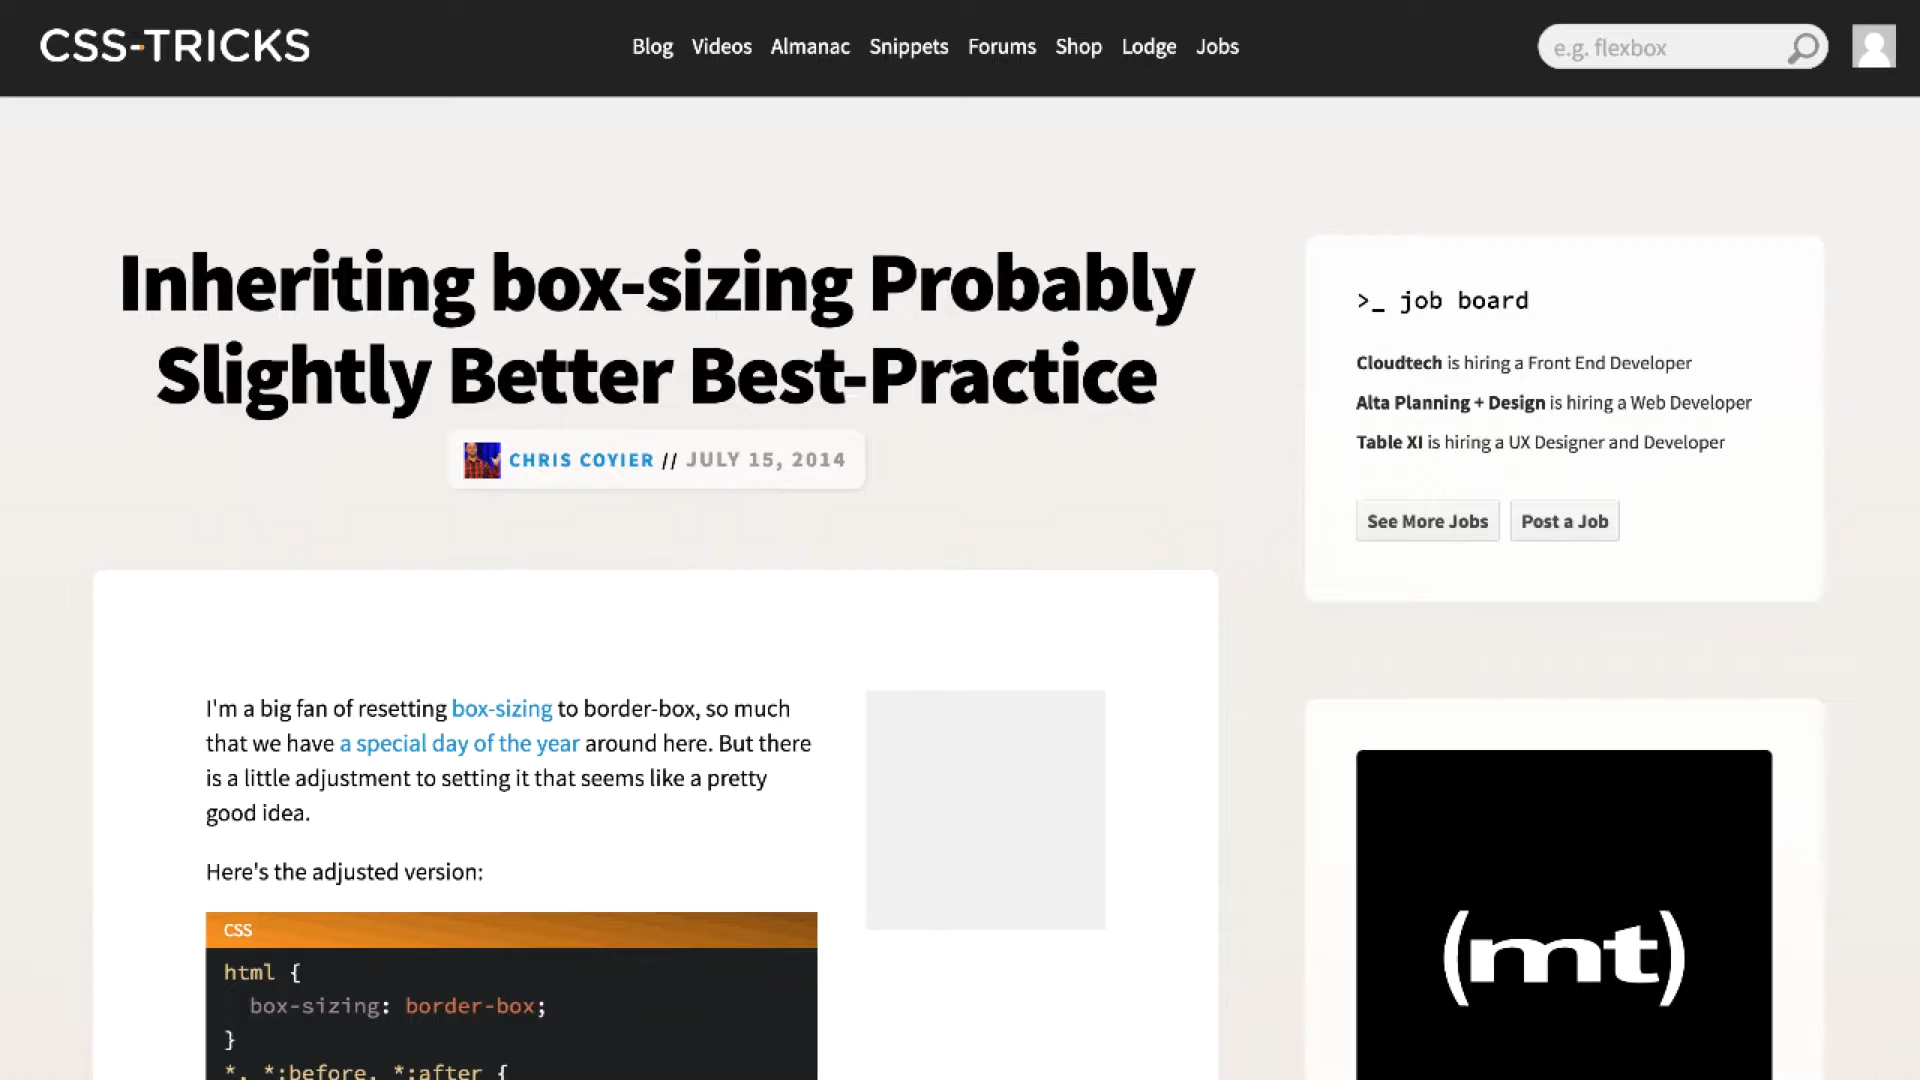 CSS-TRICKS
Blog Videos Almanac Snippets Forums Shop Lodge Jobs
e.g. flexbox
Inheriting box-sizing Probably
Slightly Better Best-Practice
CHRIS COYIER // JULY 15, 2014
>_ job board
Cloudtech is hiring a Front End Developer
Alta Planning + Design is hiring a Web Developer
Table XI is hiring a UX Designer and Developer
See More Jobs Post a Job
I'm a big fan of resetting box-sizing to border-box, so much
that we have a special day of the year around here. But there
is a little adjustment to setting it that seems like a pretty
good idea.
Here's the adjusted version:
CSS
html {
box-sizing: border-box;
}
*, *:before, *:after {
(mt)